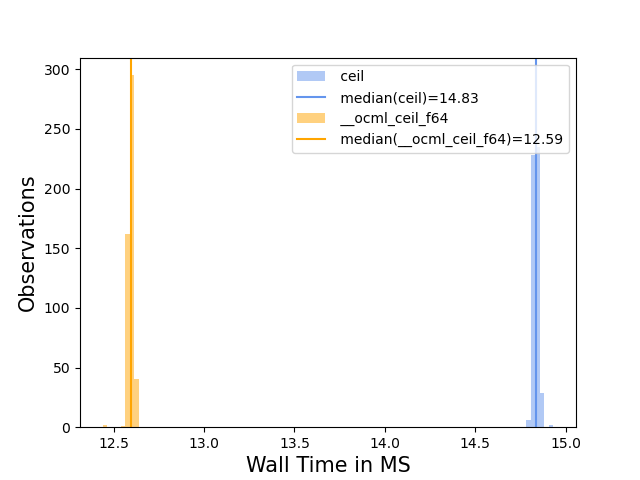 300
250
200
150
100
50
0
Observations
ceil
median(ceil)=14.83
__ocml_ceil_f64
median(__ocml_ceil_f64)=12.59
12.5 13.0 13.5 14.0 14.5 15.0
Wall Time in MS